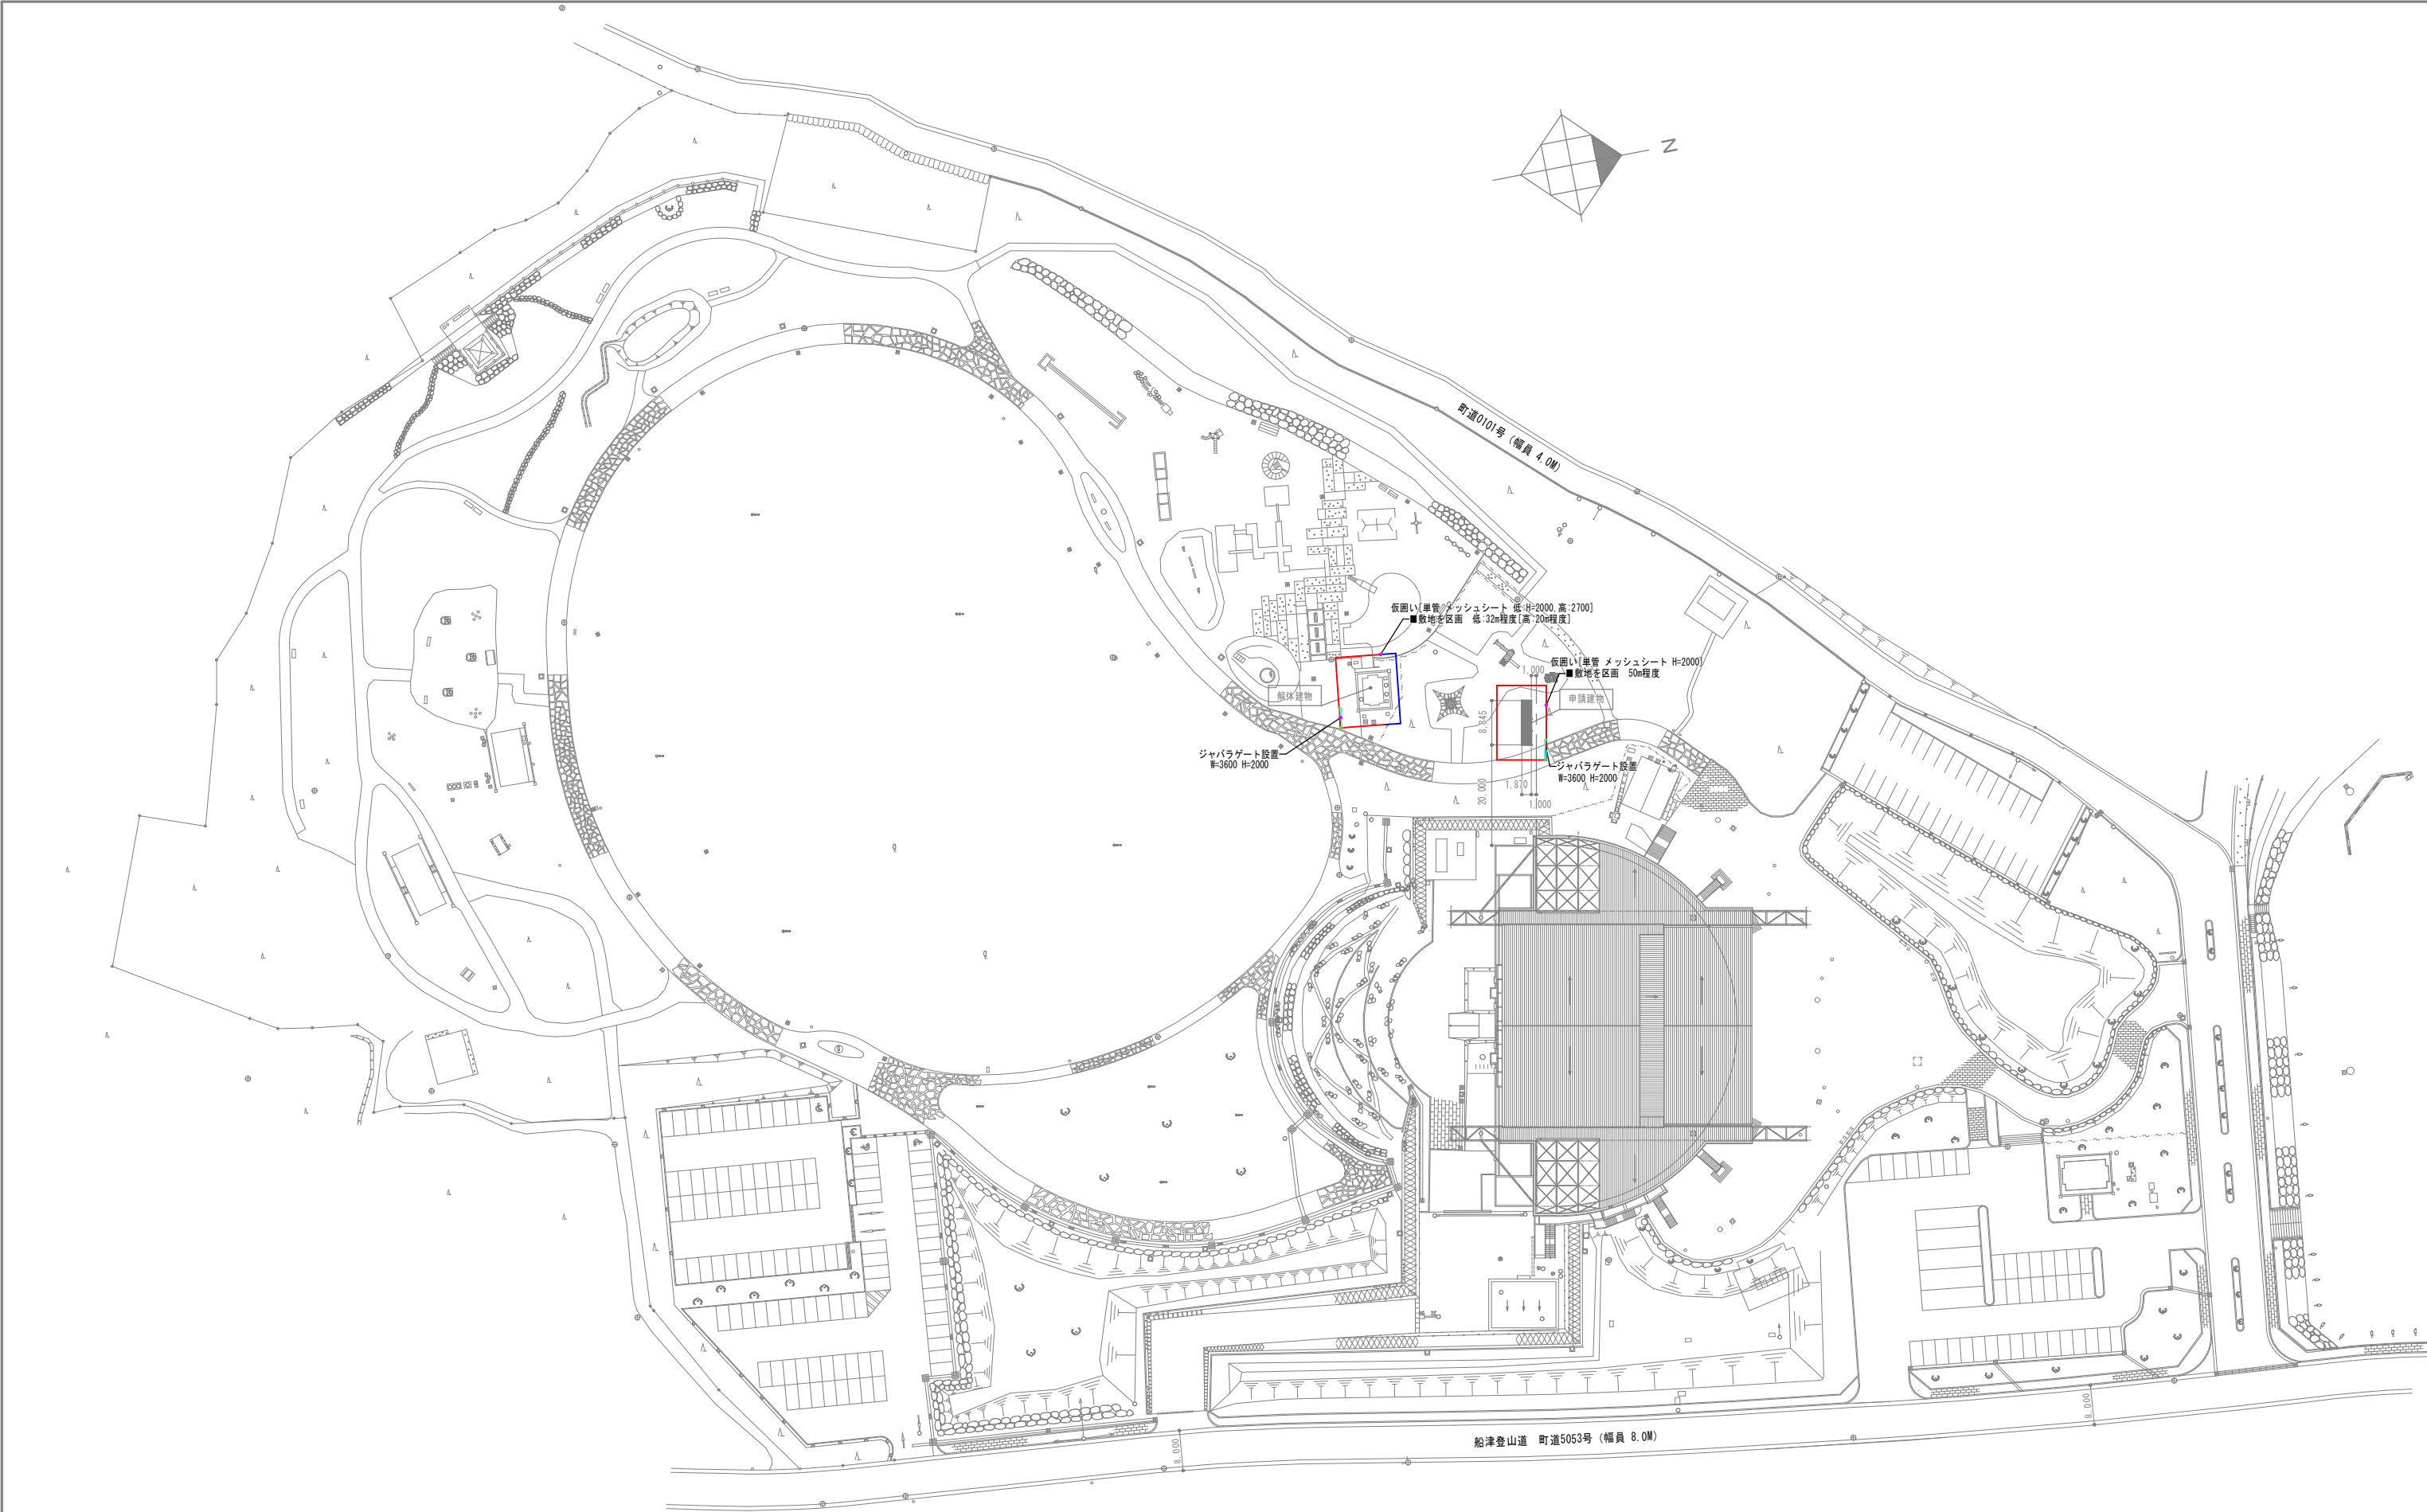 N
町道0101号 (幅員 4.0M)
仮囲い[単管 メッシュシート 低:H=2000,高:2700]
■敷地を区画 低:32m程度[高:20m程度]
仮囲い[単管 メッシュシート H=2000]
■敷地を区画 50m程度
1,000
解体建物
申請建物
8,845
ジャバラゲート設置
W=3600 H=2000
ジャバラゲート設置
W=3600 H=2000
20,000
1,870
1,000
8,000
8,000
船津登山道 町道5053号 (幅員 8.0M)